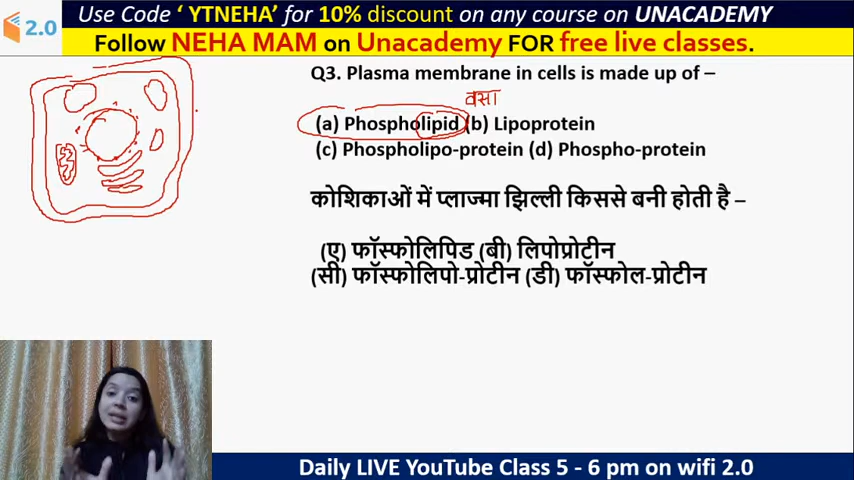 Use Code ‘ YTNEHA’ for 10% discount on any course on UNACADEMY
2.0
Follow NEHA MAM on Unacademy FOR free live classes.
Q3. Plasma membrane in cells is made up of –
वसा
(a) Phospholipid (b) Lipoprotein
(c) Phospholipo-protein (d) Phospho-protein
कोशिकाओं में प्लाज्मा झिल्ली किससे बनी होती है –
(ए) फॉस्फोलिपिड (बी) लिपोप्रोटीन
(सी) फॉस्फोलिपो-प्रोटीन (डी) फॉस्फोल-प्रोटीन
Daily LIVE YouTube Class 5 - 6 pm on wifi 2.0